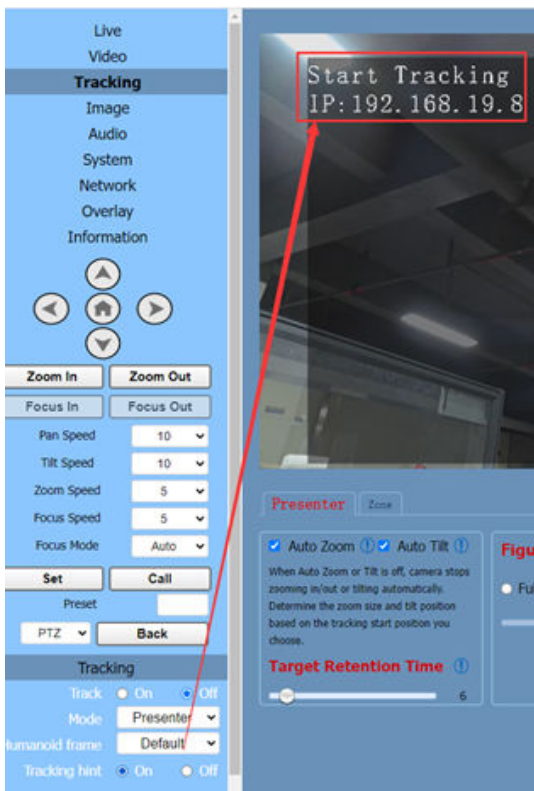 Live
Video
Tracking
Image
Audio
System
Network
Overlay
Information
Zoom In Zoom Out
Focus In Focus Out
Pan Speed 10
Tilt Speed 10
Zoom Speed 5
Focus Speed 5
Focus Mode Auto
Set Call
Preset
PTZ Back
Tracking
Track On Off
Mode Presenter
umanoid frame Default
Tracking hint On Off
Start Tracking
IP:192.168.19.8
Presenter Zone
Auto Zoom Auto Tilt
When Auto Zoom or Tilt is off, camera stops
zooming in/out or tilting automatically.
Determine the zoom size and tilt position
based on the tracking start position you
choose.
Target Retention Time
6
Figu
Ful